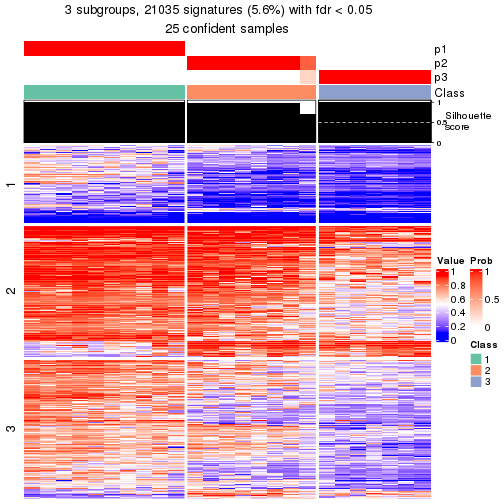 3 subgroups, 21035 signatures (5.6%) with fdr < 0.05
25 confident samples
p1
p2
p3
Class
1
0.5
0
Silhouette
score
1
2
3
Value
1
0.8
0.6
0.4
0.2
0
Prob
1
0.5
0
Class
1
2
3